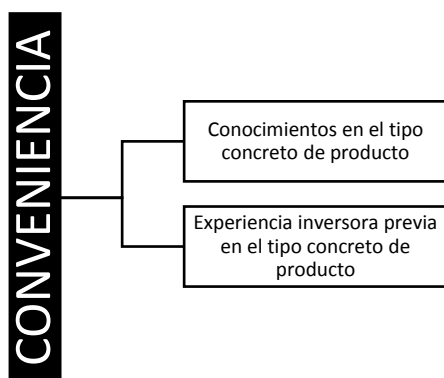 CONVENIENCIA
Conocimientos en el tipo
concreto de producto
Experiencia inversora previa
en el tipo concreto de
producto